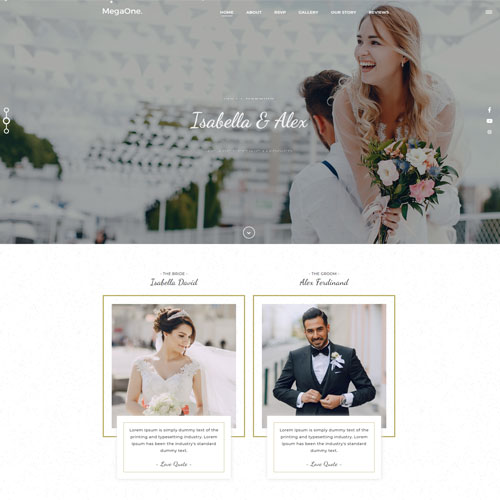 MegaOne.
HOME ABOUT RSVP GALLERY OUR STORY REVIEWS
Isabella & Alex
- THE BRIDE -
Isabella David
Lorem Ipsum is simply dummy text of the
printing and typesetting industry. Lorem
Ipsum has been the industry's standard
dummy text.
- Love Quote -
- THE GROOM -
Alex Ferdinand
Lorem Ipsum is simply dummy text of the
printing and typesetting industry. Lorem
Ipsum has been the industry's standard
dummy text.
- Love Quote -